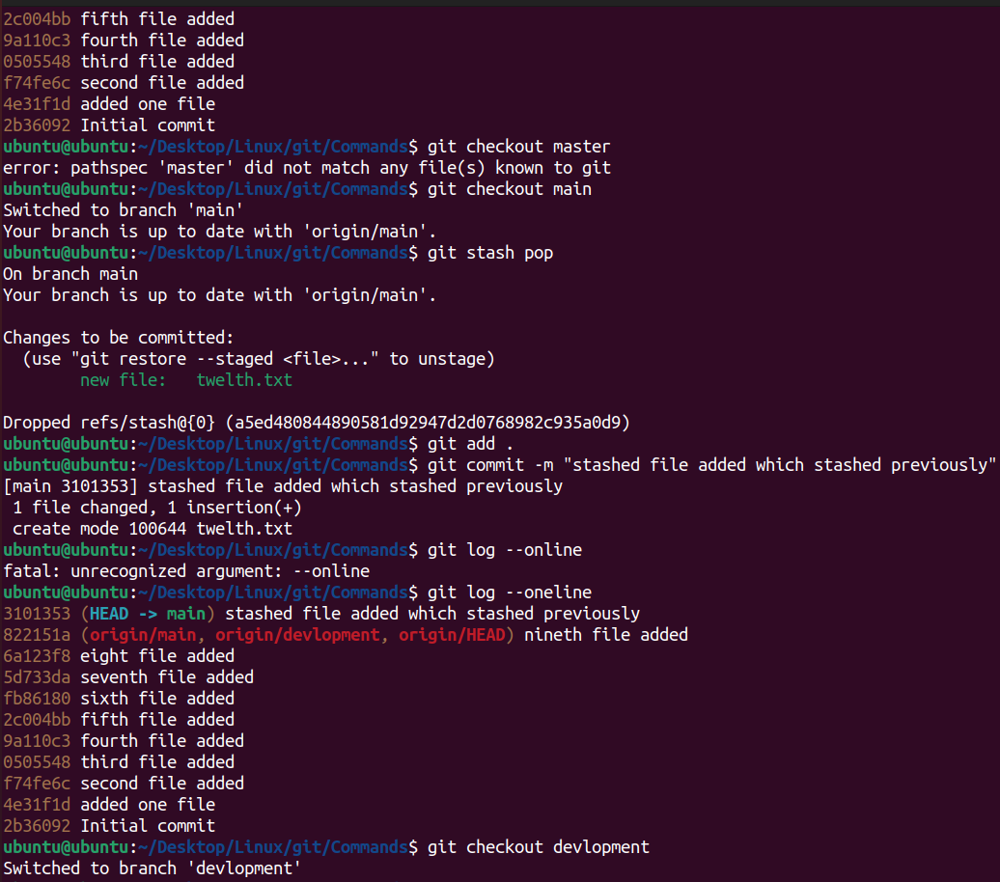 2c004bb fifth file added
9a110c3 fourth file added
0505548 third file added
f74fe6c second file added
4e31f1d added one file
2b36092 Initial commit
ubuntu@ubuntu:~/Desktop/Linux/git/Commands$ git checkout master
error: pathspec 'master' did not match any file(s) known to git
ubuntu@ubuntu:~/Desktop/Linux/git/Commands$ git checkout main
Switched to branch 'main'
Your branch is up to date with 'origin/main'.
ubuntu@ubuntu:~/Desktop/Linux/git/Commands$ git stash pop
On branch main
Your branch is up to date with 'origin/main'.

Changes to be committed:
  (use "git restore --staged <file>..." to unstage)
        new file:   twelth.txt

Dropped refs/stash@{0} (a5ed480844890581d92947d2d0768982c935a0d9)
ubuntu@ubuntu:~/Desktop/Linux/git/Commands$ git add .
ubuntu@ubuntu:~/Desktop/Linux/git/Commands$ git commit -m "stashed file added which stashed previously"
[main 3101353] stashed file added which stashed previously
 1 file changed, 1 insertion(+)
 create mode 100644 twelth.txt
ubuntu@ubuntu:~/Desktop/Linux/git/Commands$ git log --online
fatal: unrecognized argument: --online
ubuntu@ubuntu:~/Desktop/Linux/git/Commands$ git log --oneline
3101353 (HEAD -> main) stashed file added which stashed previously
822151a (origin/main, origin/devlopment, origin/HEAD) nineth file added
6a123f8 eight file added
5d733da seventh file added
fb86180 sixth file added
2c004bb fifth file added
9a110c3 fourth file added
0505548 third file added
f74fe6c second file added
4e31f1d added one file
2b36092 Initial commit
ubuntu@ubuntu:~/Desktop/Linux/git/Commands$ git checkout devlopment
Switched to branch 'devlopment'